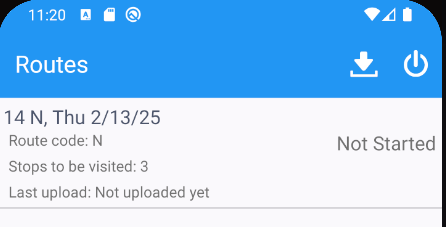 11:20
Routes
14 N, Thu 2/13/25
Route code: N
Not Started
Stops to be visited: 3
Last upload: Not uploaded yet